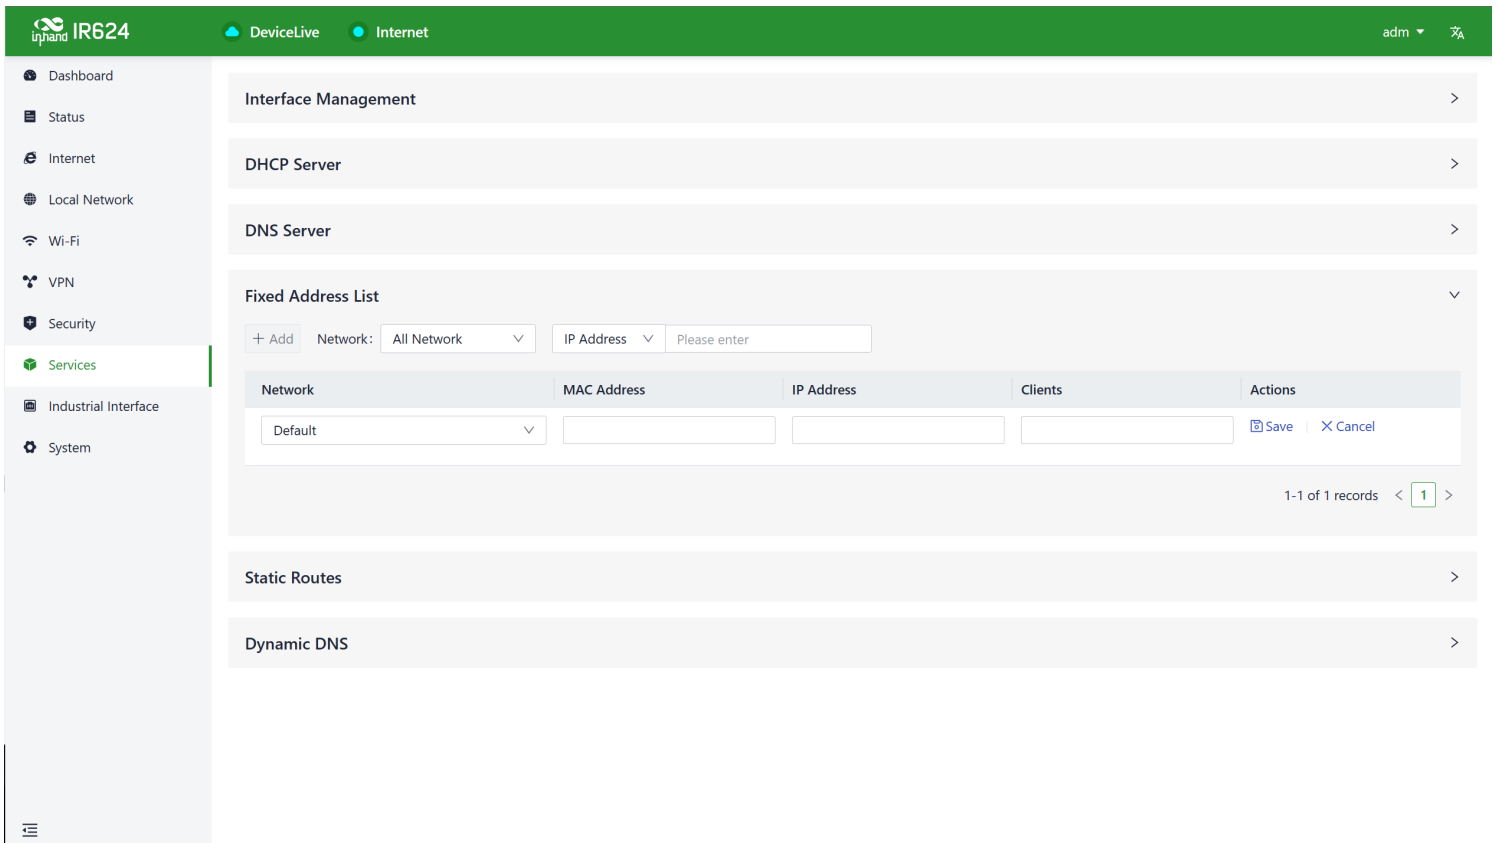 inhand IR624
DeviceLive
Internet
adm
Dashboard
Status
Internet
Local Network
Wi-Fi
VPN
Security
Services
Industrial Interface
System
Interface Management
DHCP Server
DNS Server
Fixed Address List
+ Add Network: All Network IP Address Please enter
Network MAC Address IP Address Clients Actions
Default Save Cancel
1-1 of 1 records < 1 >
Static Routes
Dynamic DNS